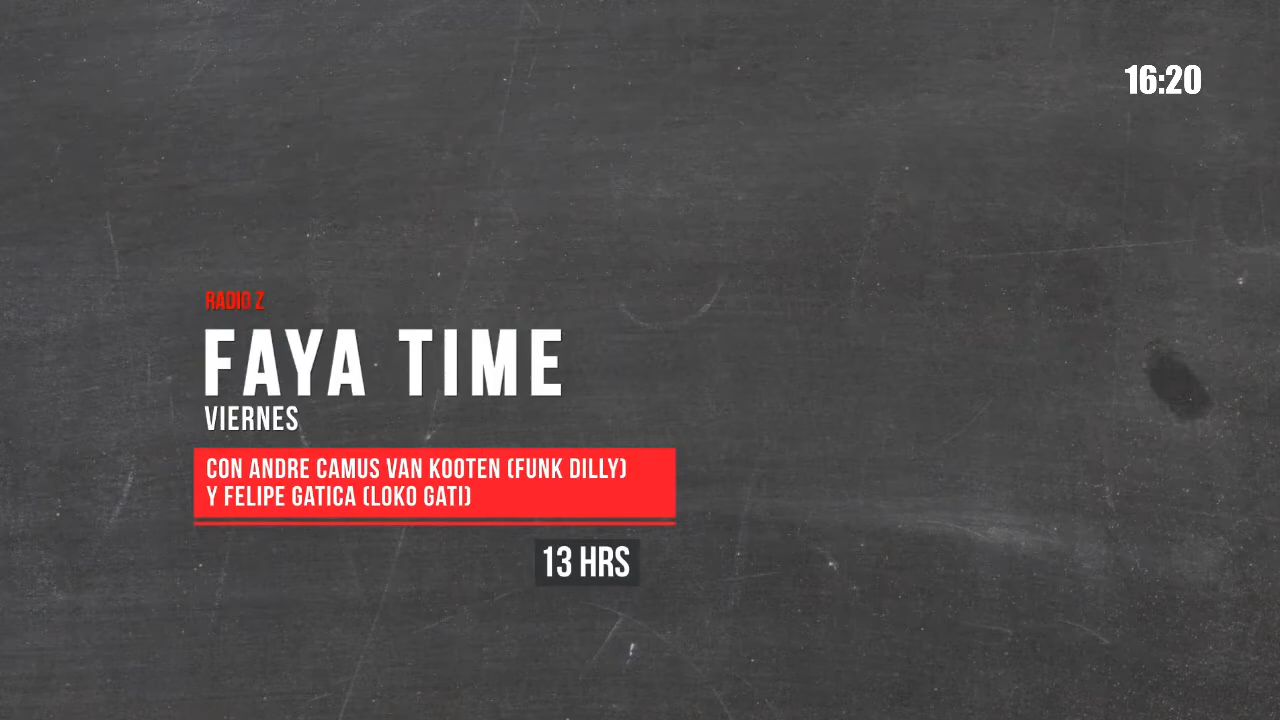 16:20
RADIO Z
FAYA TIME
VIERNES
CON ANDRE CAMUS VAN KOOTEN (FUNK DILLY)
Y FELIPE GATICA (LOKO GATI)
13 HRS